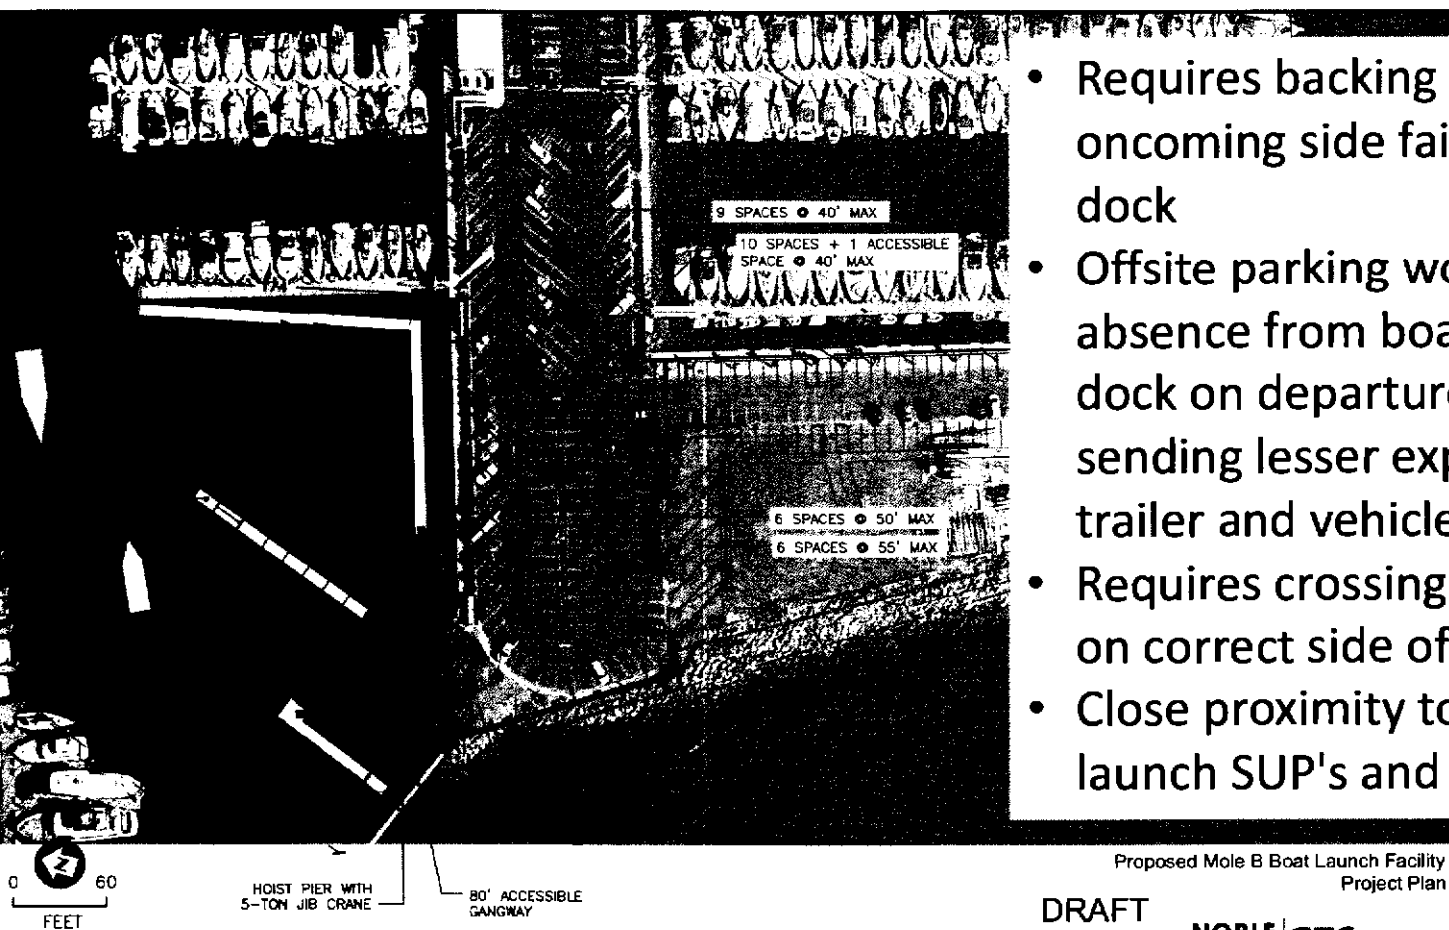 • Requires backing
oncoming side fai
dock
• Offsite parking wo
absence from boa
dock on departure
sending lesser exp
trailer and vehicle
• Requires crossing
on correct side of
• Close proximity to
launch SUP's and
9 SPACES @ 40' MAX
10 SPACES + 1 ACCESSIBLE
SPACE @ 40' MAX
6 SPACES @ 50' MAX
6 SPACES @ 55' MAX
Z
0 60
FEET
HOIST PIER WITH
5-TON JIB CRANE
80' ACCESSIBLE
GANGWAY
Proposed Mole B Boat Launch Facility
Project Plan
DRAFT
NOBLE